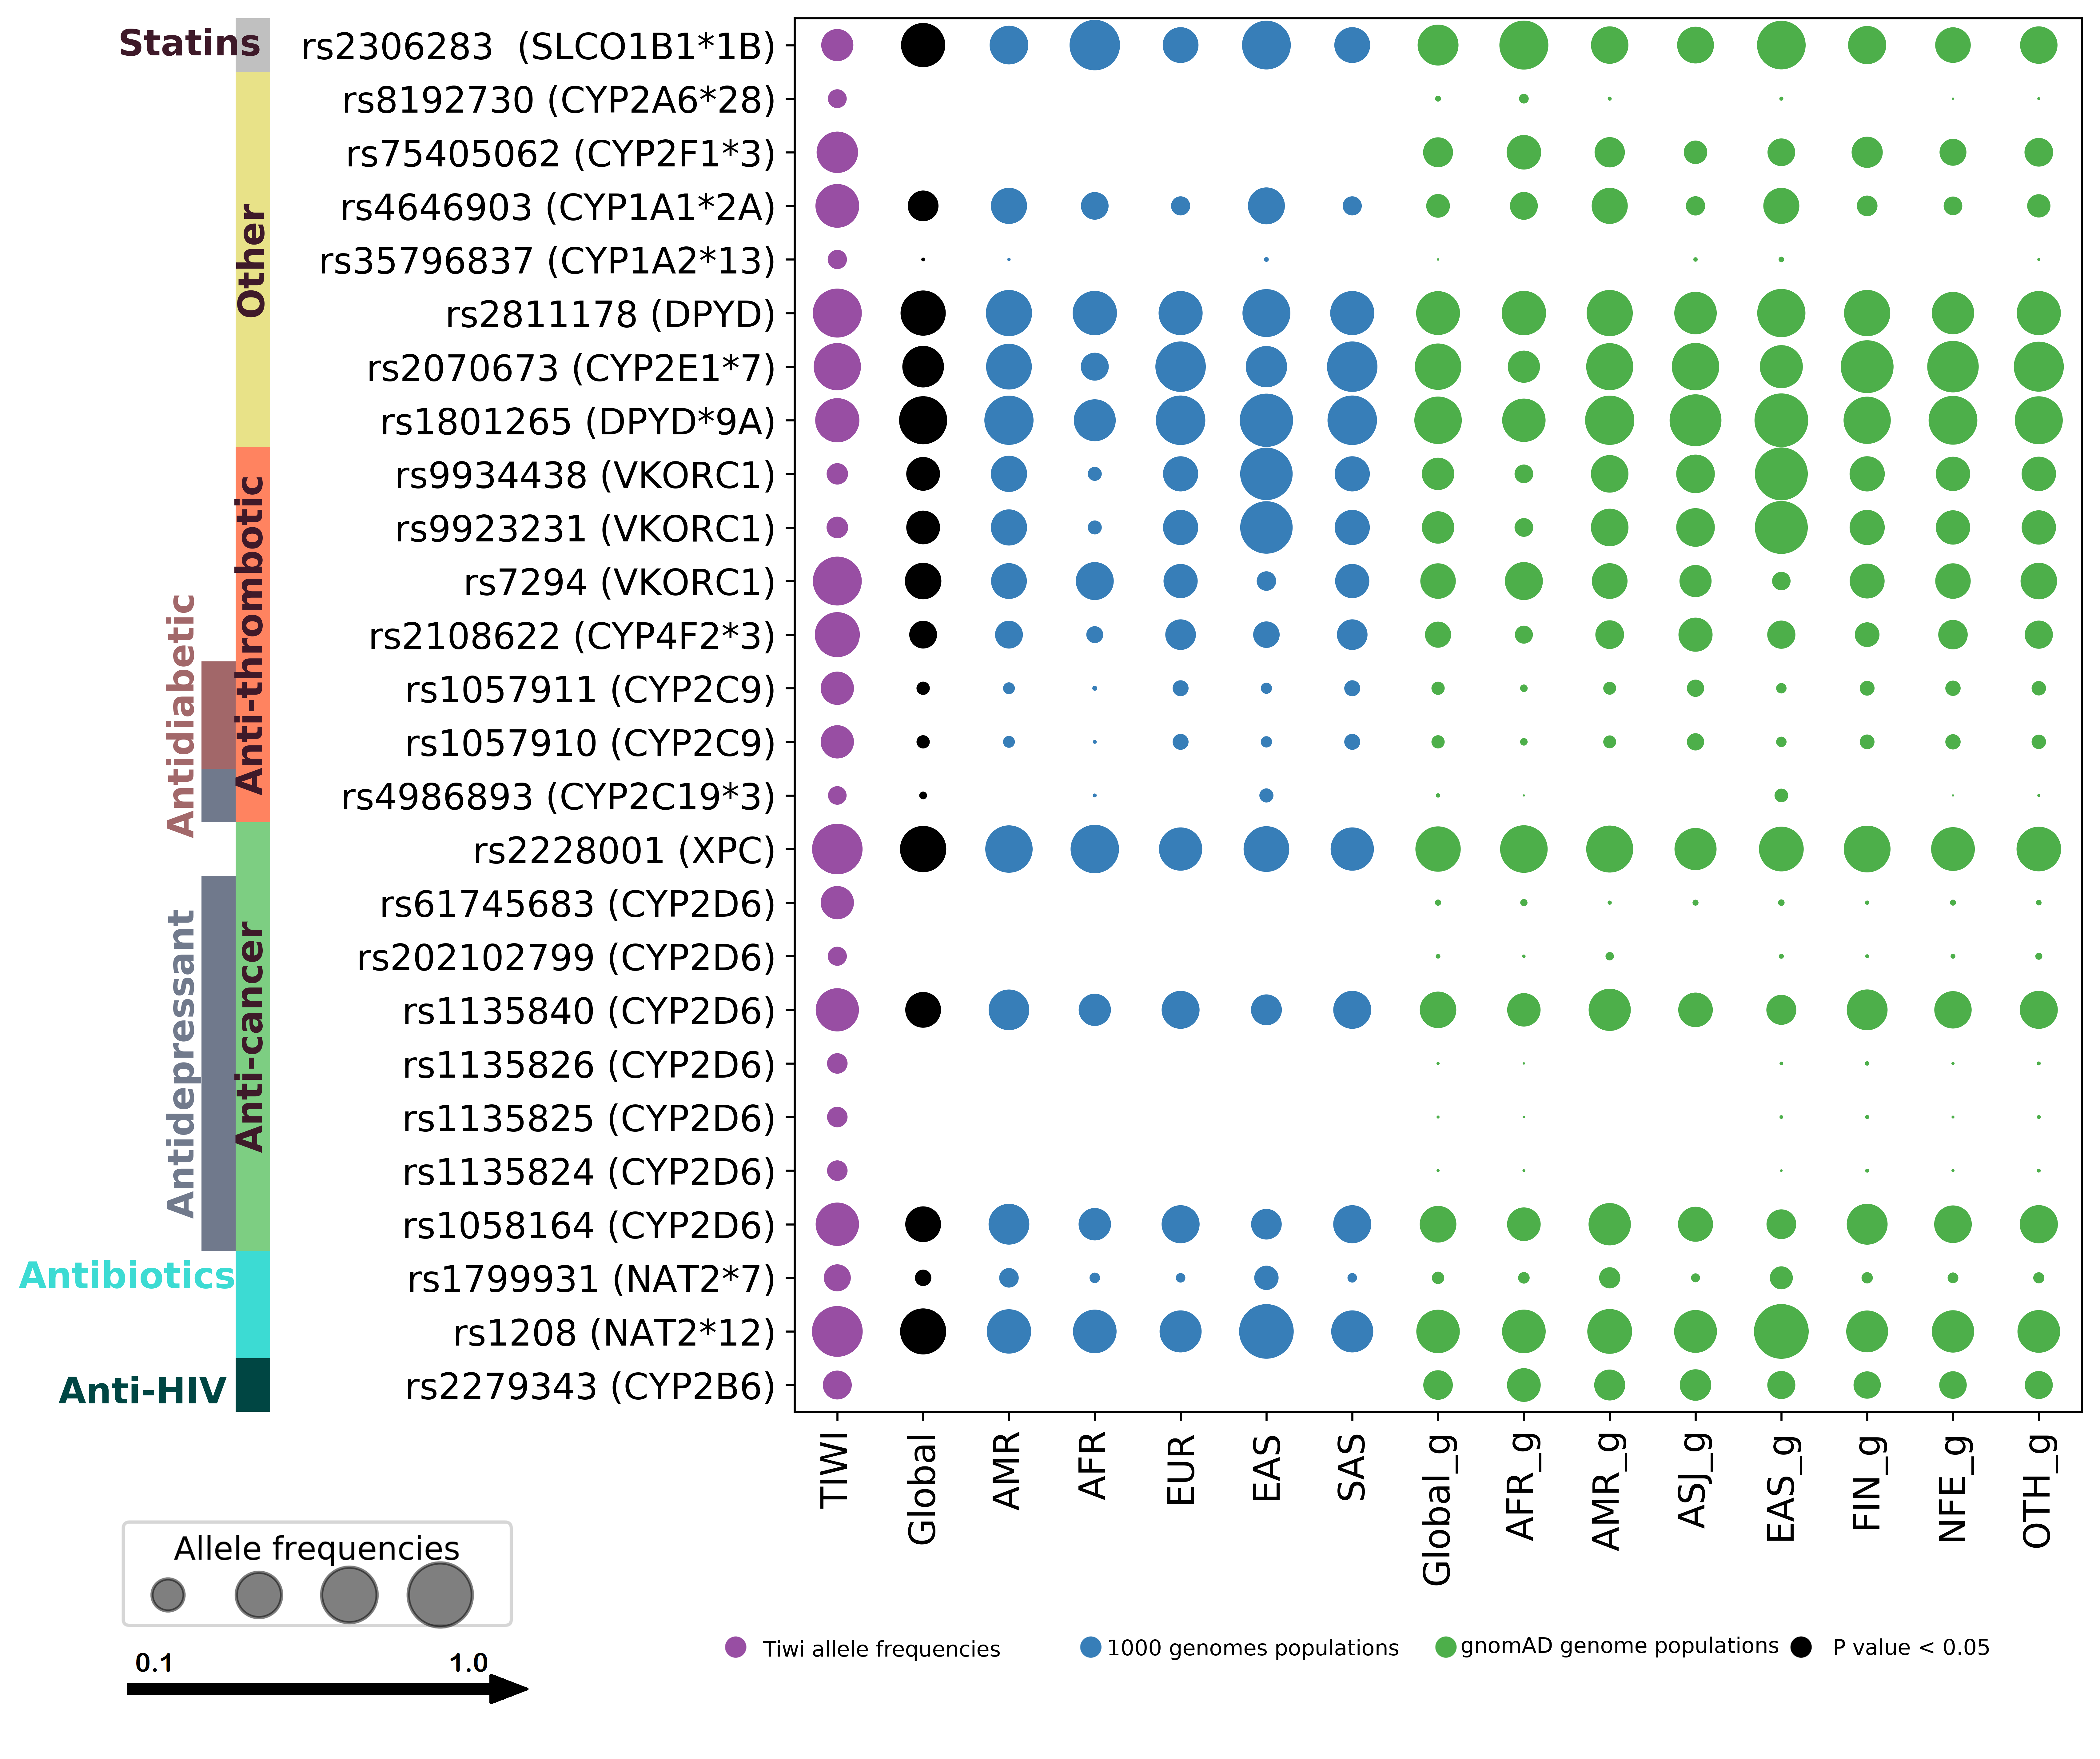 Statins
rs2306283  (SLCO1B1*1B)
rs8192730 (CYP2A6*28)
rs75405062 (CYP2F1*3)
rs4646903 (CYP1A1*2A)
rs35796837 (CYP1A2*13)
Other
rs2811178 (DPYD)
rs2070673 (CYP2E1*7)
rs1801265 (DPYD*9A)
rs9934438 (VKORC1)
rs9923231 (VKORC1)
rs7294 (VKORC1)
Anti-thrombotic
rs2108622 (CYP4F2*3)
rs1057911 (CYP2C9)
Antidiabetic
rs1057910 (CYP2C9)
rs4986893 (CYP2C19*3)
rs2228001 (XPC)
rs61745683 (CYP2D6)
rs202102799 (CYP2D6)
rs1135840 (CYP2D6)
Anti-cancer
Antidepressant
rs1135826 (CYP2D6)
rs1135825 (CYP2D6)
rs1135824 (CYP2D6)
rs1058164 (CYP2D6)
Antibiotics
rs1799931 (NAT2*7)
rs1208 (NAT2*12)
Anti-HIV
rs2279343 (CYP2B6)
TIWI
Global
AMR
AFR
EUR
EAS
SAS
Global_g
AFR_g
AMR_g
ASJ_g
EAS_g
FIN_g
NFE_g
OTH_g
Allele frequencies
0.1 1.0
Tiwi allele frequencies
1000 genomes populations
gnomAD genome populations
P value < 0.05